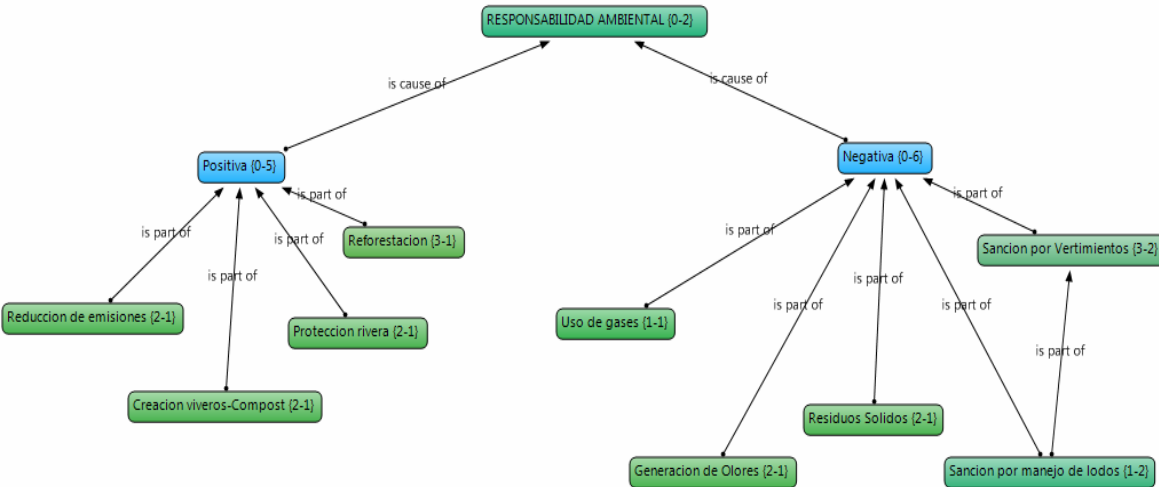 RESPONSABILIDAD AMBIENTAL {0-2}
is cause of
is cause of
Positiva {0-5}
Negativa {0-6}
is part of
is part of
Reforestacion {3-1}
is part of
is part of
is part of
Sancion por Vertimientos {3-2}
is part of
is part of
is part of
is part of
Reduccion de emisiones {2-1}
Proteccion rivera {2-1}
Uso de gases {1-1}
is part of
Creacion viveros-Compost {2-1}
Residuos Solidos {2-1}
Generacion de Olores {2-1}
Sancion por manejo de lodos {1-2}